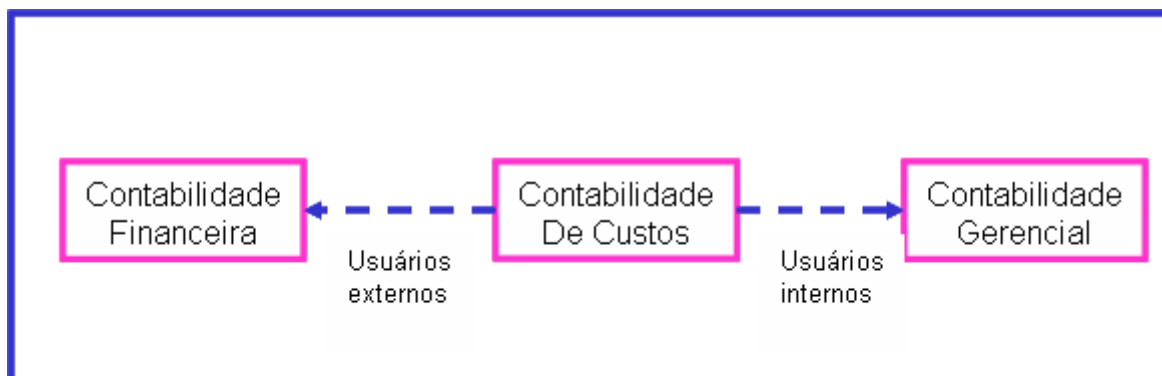 Contabilidade
Financeira
Usuários
externos
Contabilidade
De Custos
Usuários
internos
Contabilidade
Gerencial